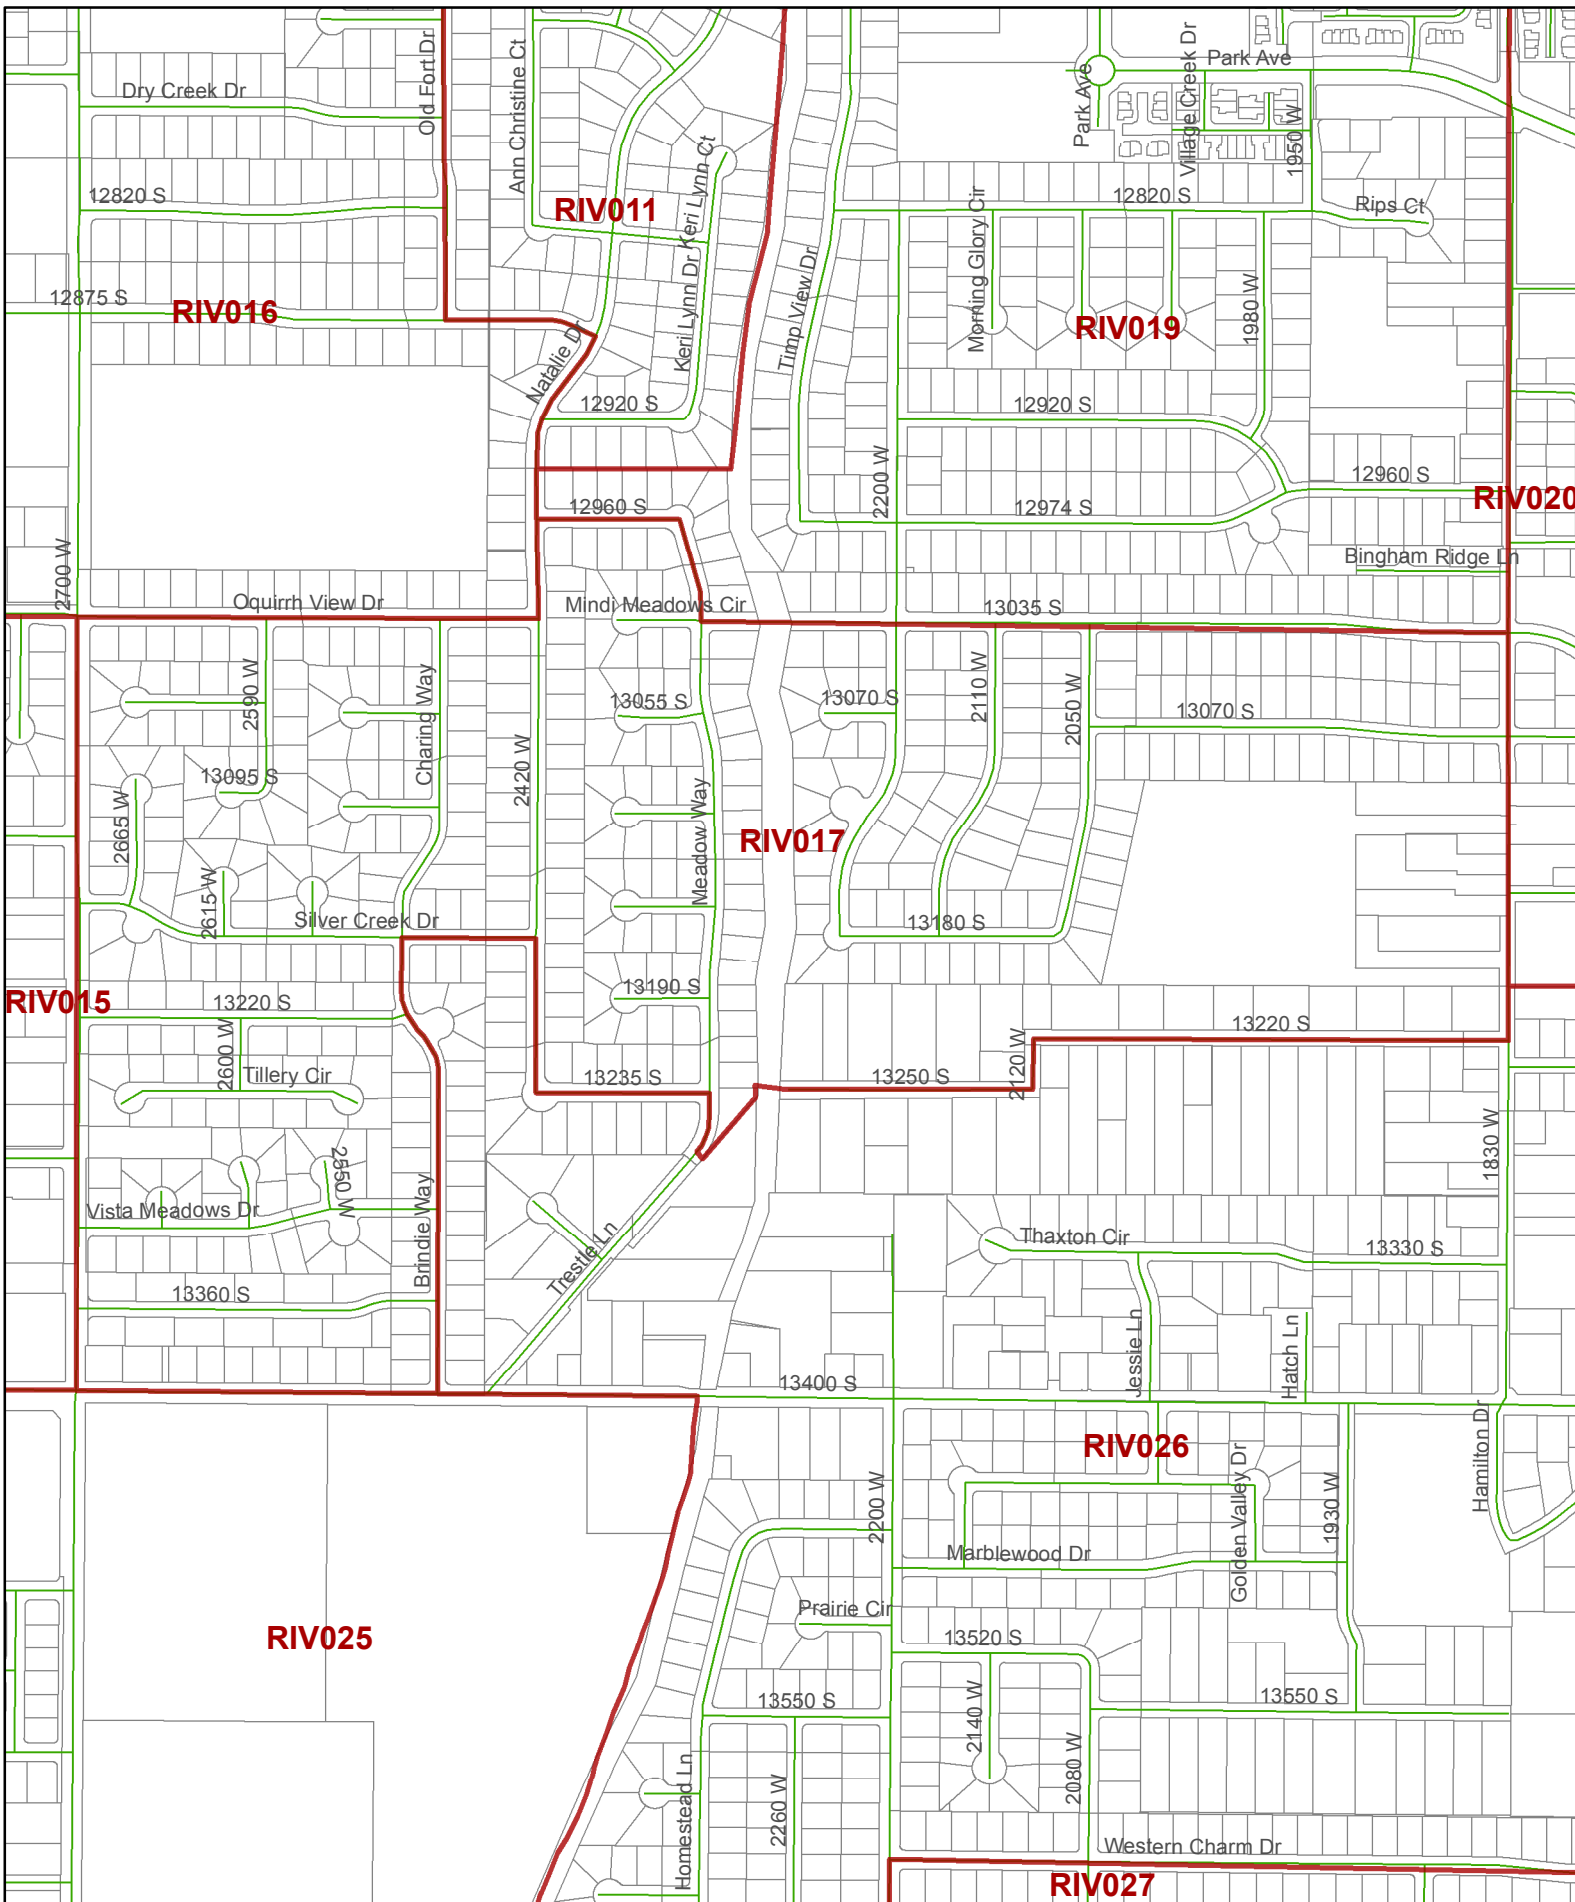 Park Ave
Dry Creek Dr
Old Fort Dr
Ann Christine Ct
Park Ave
Village Creek Dr
1950 W
12820 S
RIV011
Keri Lynn Ct
Morning Glory Cir
12820 S
Rips Ct
12875 S
RIV016
Natalie Dr
Keri Lynn Dr
Timp View Dr
RIV019
1980 W
12920 S
12920 S
2200 W
12960 S
12974 S
12960 S
RIV020
2700 W
Bingham Ridge Ln
Oquirrh View Dr
Mindi Meadows Cir
13035 S
2590 W
Charing Way
13055 S
13070 S
2110 W
2050 W
13070 S
2420 W
13095 S
2665 W
Meadow Way
RIV017
2615 W
Silver Creek Dr
13180 S
RIV015
13220 S
13190 S
13220 S
2600 W
Tillery Cir
13235 S
13250 S
2120 W
1830 W
2550 W
Vista Meadows Dr
Brindie Way
Trestle Ln
Thaxton Cir
13330 S
13360 S
Jessie Ln
Hatch Ln
13400 S
RIV026
Hamilton Dr
2200 W
Golden Valley Dr
1930 W
Marblewood Dr
RIV025
Prairie Cir
13520 S
13550 S
2140 W
13550 S
2080 W
Homestead Ln
2260 W
Western Charm Dr
RIV027